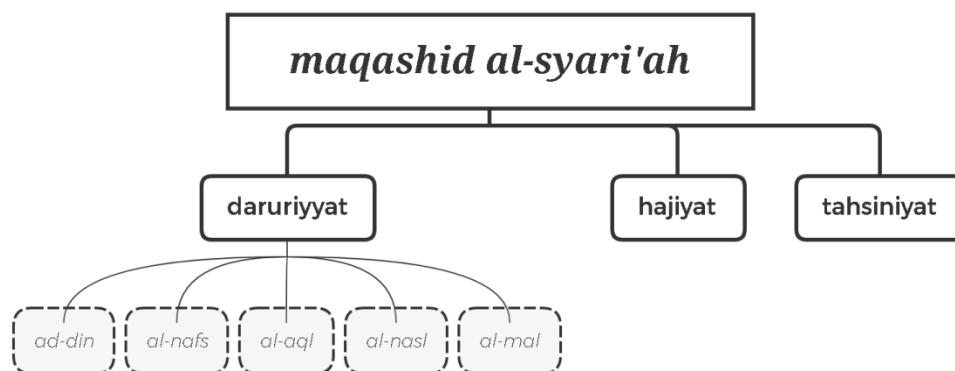 maqashid al-syari'ah
daruriyyat
hajiyat
tahsiniyat
ad-din
al-nafs
al-aql
al-nasl
al-mal